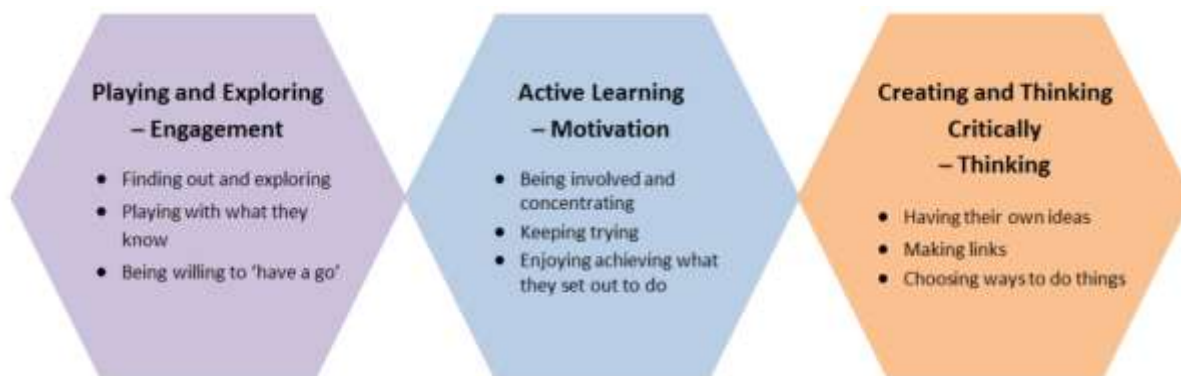 Playing and Exploring
– Engagement
• Finding out and exploring
• Playing with what they
know
• Being willing to ‘have a go’
Active Learning
– Motivation
• Being involved and
concentrating
• Keeping trying
• Enjoying achieving what
they set out to do
Creating and Thinking
Critically
– Thinking
• Having their own ideas
• Making links
• Choosing ways to do things